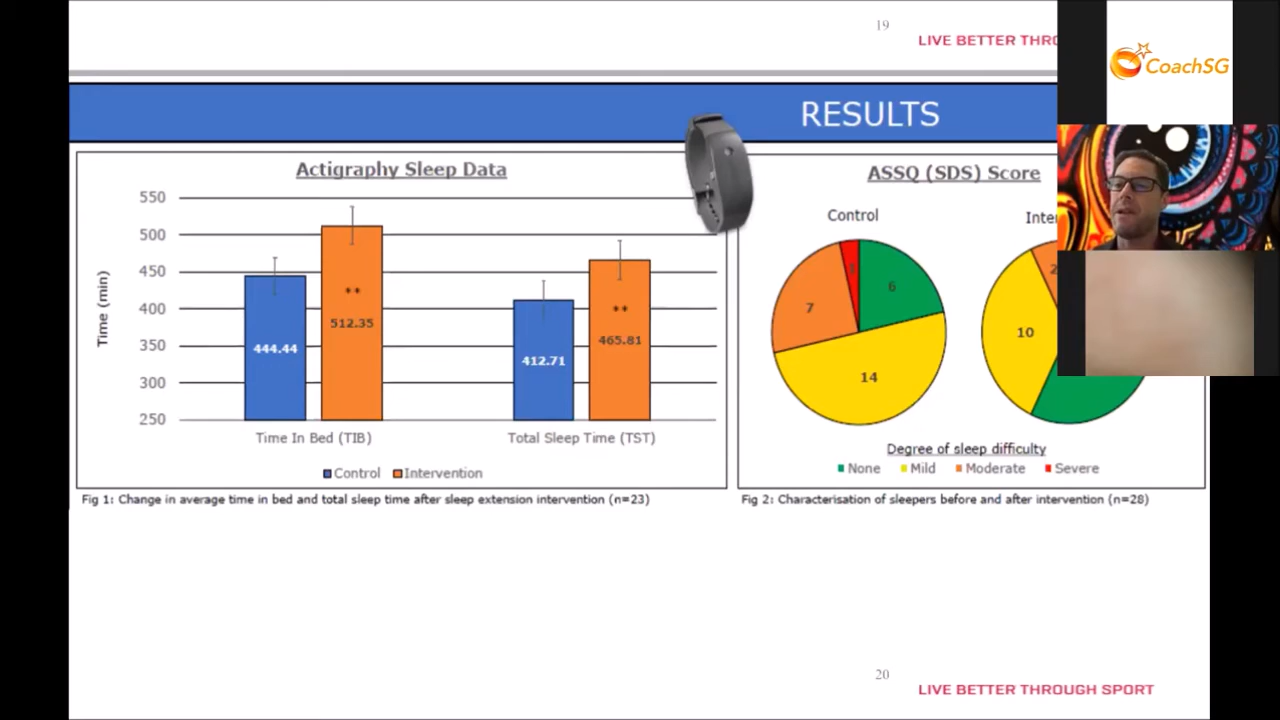 19
LIVE BETTER THRO
CoachSG
RESULTS
Actigraphy Sleep Data
550
500
450
400
350
300
250
Time (min)
**
512.35
444.44
**
465.81
412.71
Time In Bed (TIB)
Total Sleep Time (TST)
Control
Intervention
Fig 1: Change in average time in bed and total sleep time after sleep extension intervention (n=23)
ASSQ (SDS) Score
Control
Inte
6
7
14
2
10
Degree of sleep difficulty
None
Mild
Moderate
Severe
Fig 2: Characterisation of sleepers before and after intervention (n=28)
20
LIVE BETTER THROUGH SPORT